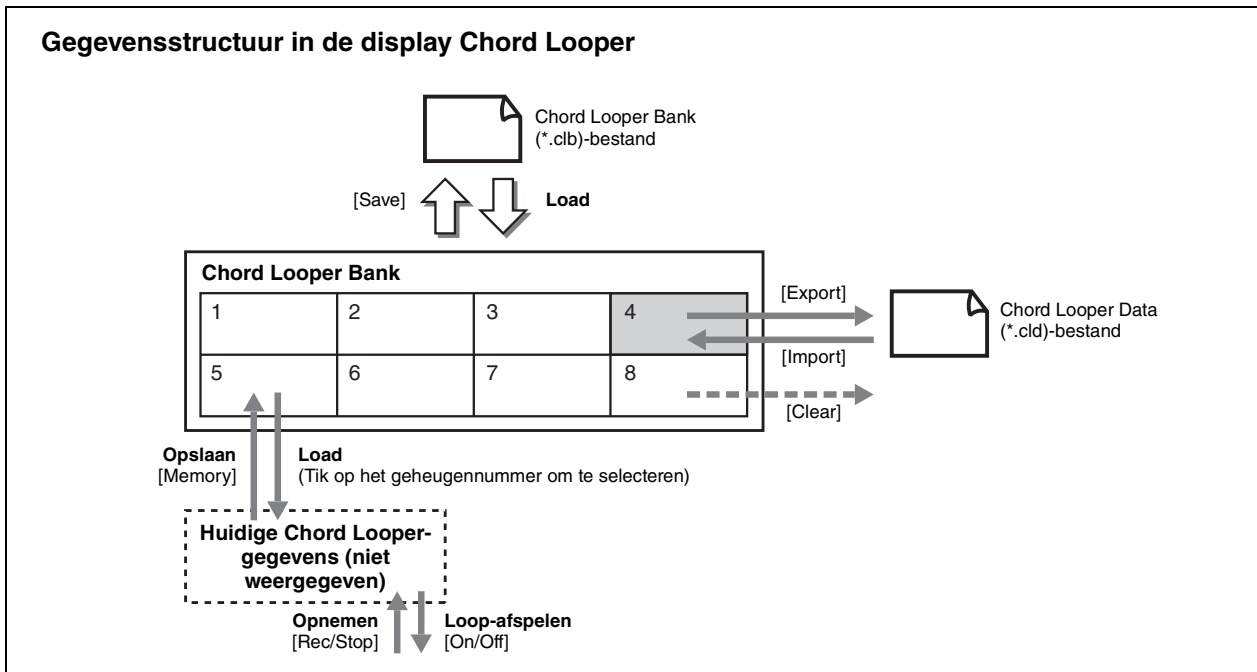 Gegevensstructuur in de display Chord Looper
Chord Looper Bank
(*.clb)-bestand
[Save]
Load
Chord Looper Bank
1
2
3
4
[Export]
Chord Looper Data
(*.cld)-bestand
[Import]
5
6
7
8
[Clear]
Opslaan
[Memory]
Load
(Tik op het geheugennummer om te selecteren)
Huidige Chord Looper-
gegevens (niet
weergegeven)
Opnemen
[Rec/Stop]
Loop-afspelen
[On/Off]